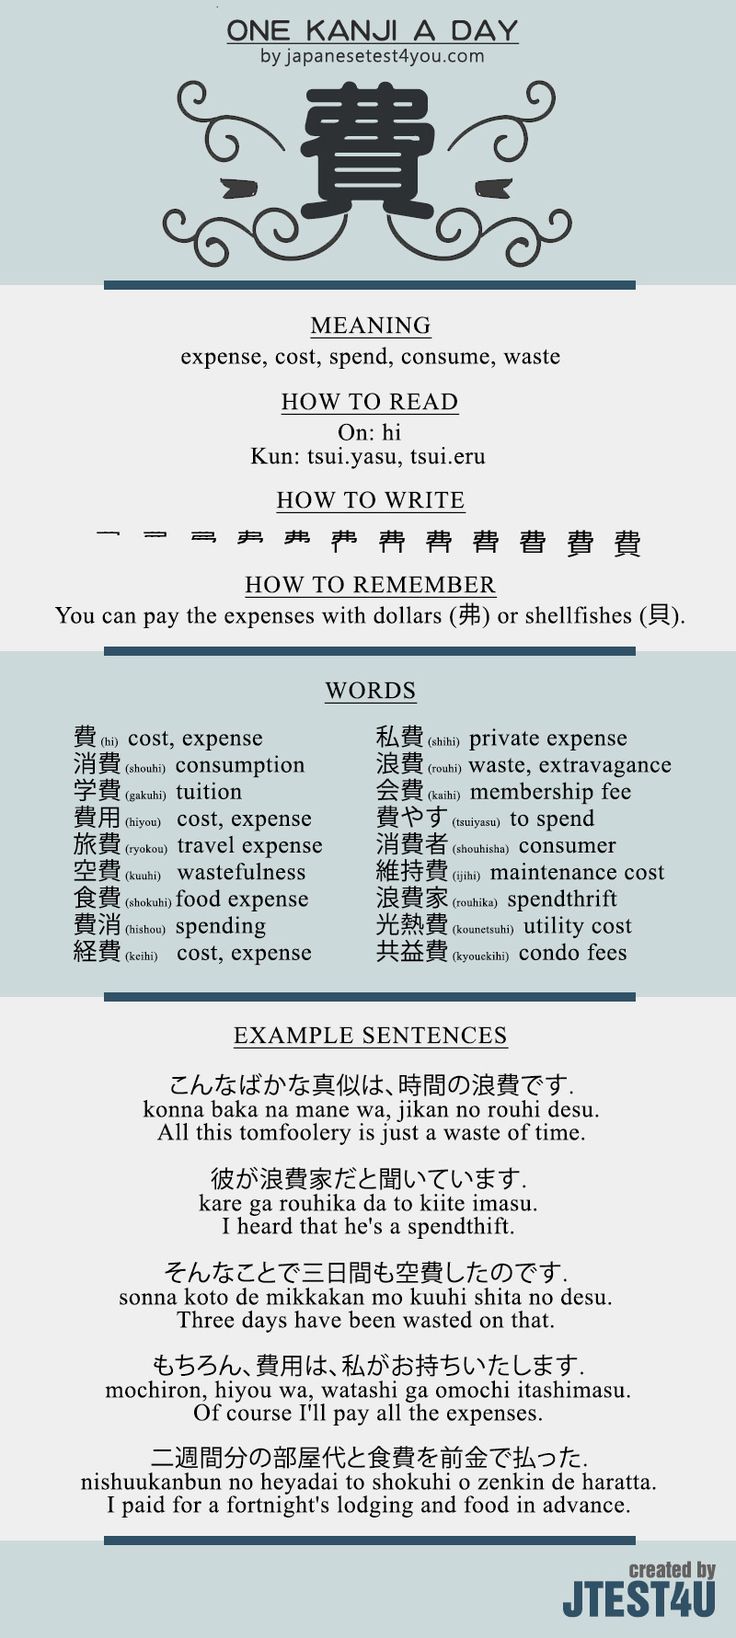 ONE KANJI A DAY
by japanesetest4you.com
費
MEANING
expense, cost, spend, consume, waste
HOW TO READ
On: hi
Kun: tsui.yasu, tsui.eru
HOW TO WRITE
費
HOW TO REMEMBER
You can pay the expenses with dollars (弗) or shellfishes (貝).
WORDS
費 (hi) cost, expense
消費 (shouhi) consumption
学費 (gakuhi) tuition
費用 (hiyou) cost, expense
旅費 (ryokou) travel expense
空費 (kuuhi) wastefulness
食費 (shokuhi) food expense
費消 (hishou) spending
経費 (keihi) cost, expense
私費 (shihi) private expense
浪費 (rouhi) waste, extravagance
会費 (kaihi) membership fee
費やす (tsuiyasu) to spend
消費者 (shouhisha) consumer
維持費 (ijihi) maintenance cost
浪費家 (rouhika) spendthrift
光熱費 (kounetsuhi) utility cost
共益費 (kyouekihi) condo fees
EXAMPLE SENTENCES
こんなばかな真似は、時間の浪費です.
konna baka na mane wa, jikan no rouhi desu.
All this tomfoolery is just a waste of time.
彼が浪費家だと聞いています.
kare ga rouhika da to kiite imasu.
I heard that he's a spendthift.
そんなことで三日間も空費したのです.
sonna koto de mikkakan mo kuuhi shita no desu.
Three days have been wasted on that.
もちろん、費用は、私がお持ちいたします.
mochiron, hiyou wa, watashi ga omochi itashimasu.
Of course I'll pay all the expenses.
二週間分の部屋代と食費を前金で払った.
nishuukanbun no heyadai to shokuhi o zenkin de haratta.
I paid for a fortnight's lodging and food in advance.
created by
JTEST4U